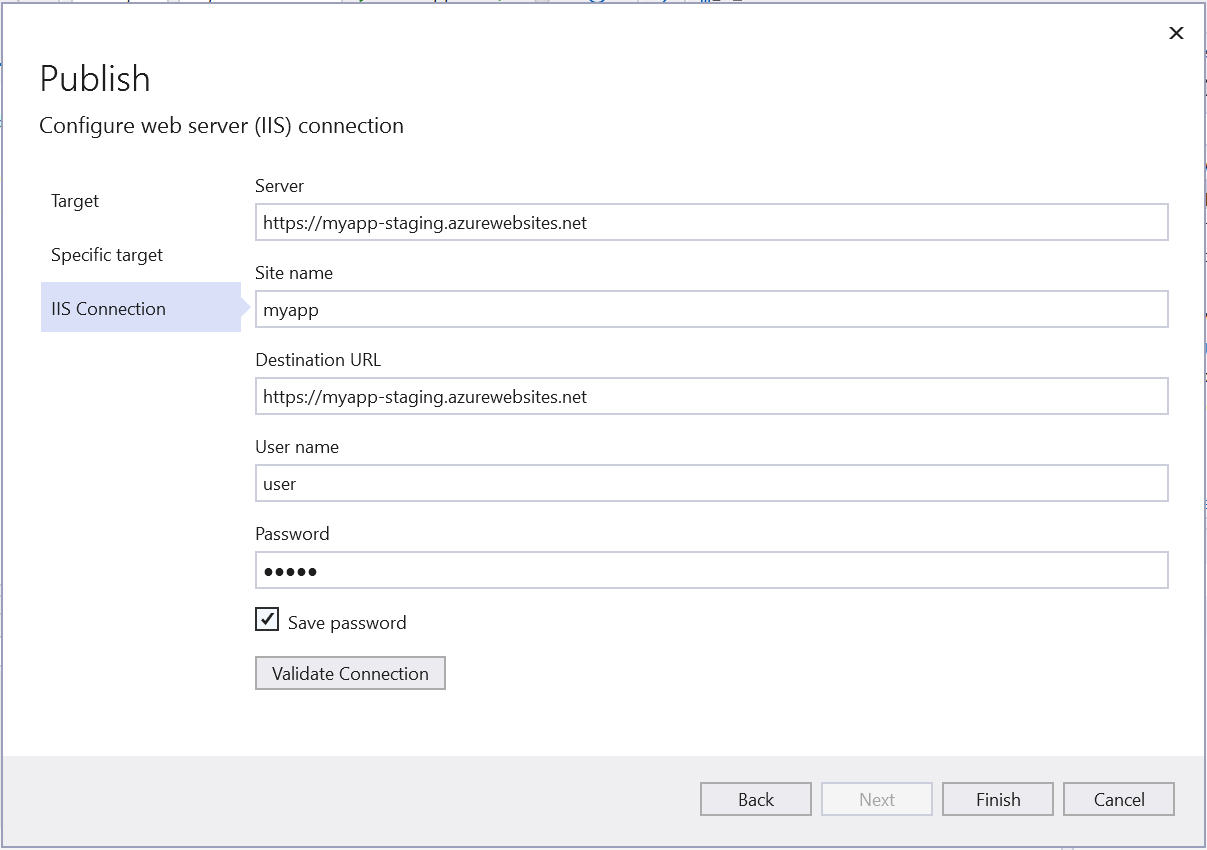 Publish
Configure web server (IIS) connection
Target
Specific target
IIS Connection
Server
https://myapp-staging.azurewebsites.net
Site name
myapp
Destination URL
https://myapp-staging.azurewebsites.net
User name
user
Password
●●●●●
Save password
Validate Connection
Back
Next
Finish
Cancel